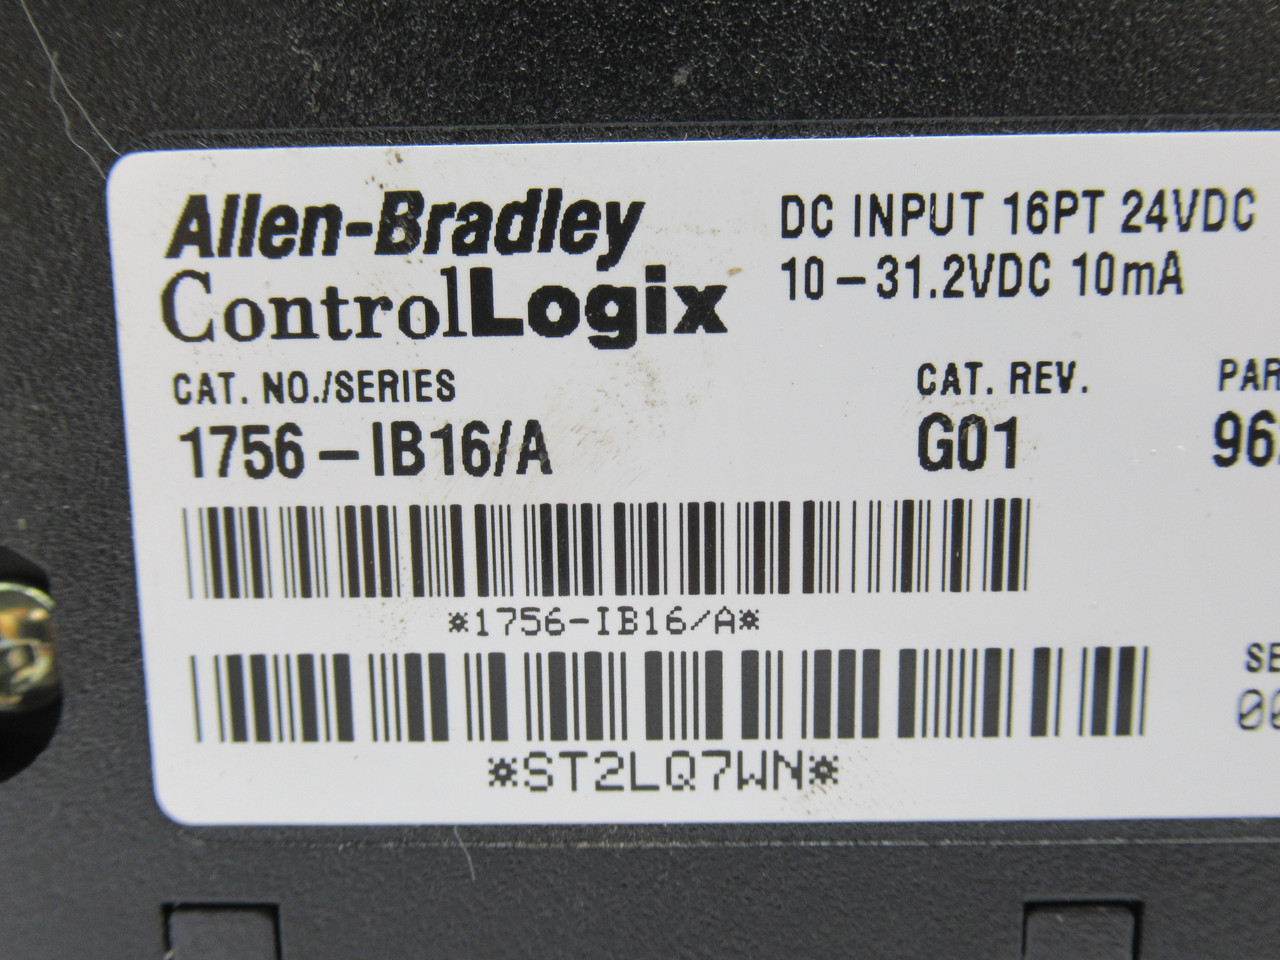 Allen-Bradley
ControlLogix
DC INPUT 16PT 24VDC
10-31.2VDC 10mA
CAT. NO./SERIES
1756-IB16/A
CAT. REV.
G01
*1756-IB16/A*
*ST2LQ7WN*